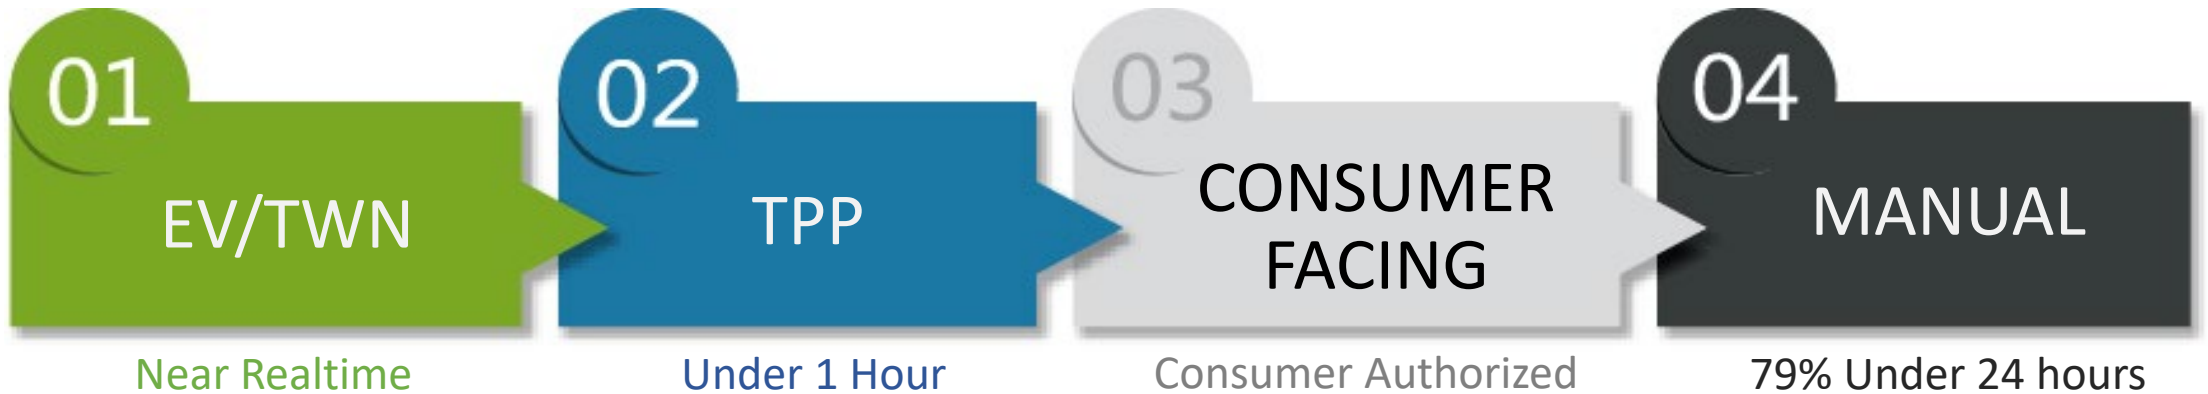 01
EV/TWN
Near Realtime
02
TPP
Under 1 Hour
03
CONSUMER
FACING
Consumer Authorized
04
MANUAL
79% Under 24 hours